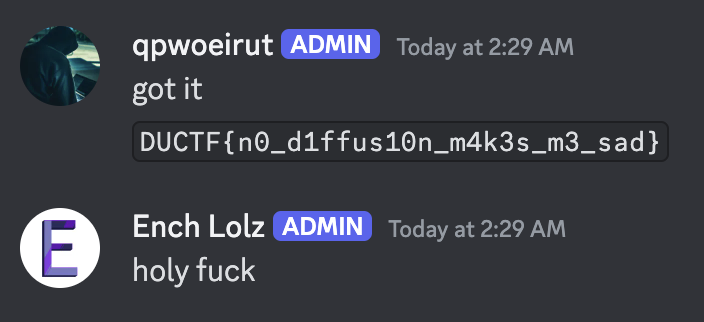 qpwoeirut ADMIN Today at 2:29 AM
got it
DUCTF{n0_d1ffus10n_m4k3s_m3_sad}
E
Ench Lolz ADMIN Today at 2:29 AM
holy fuck